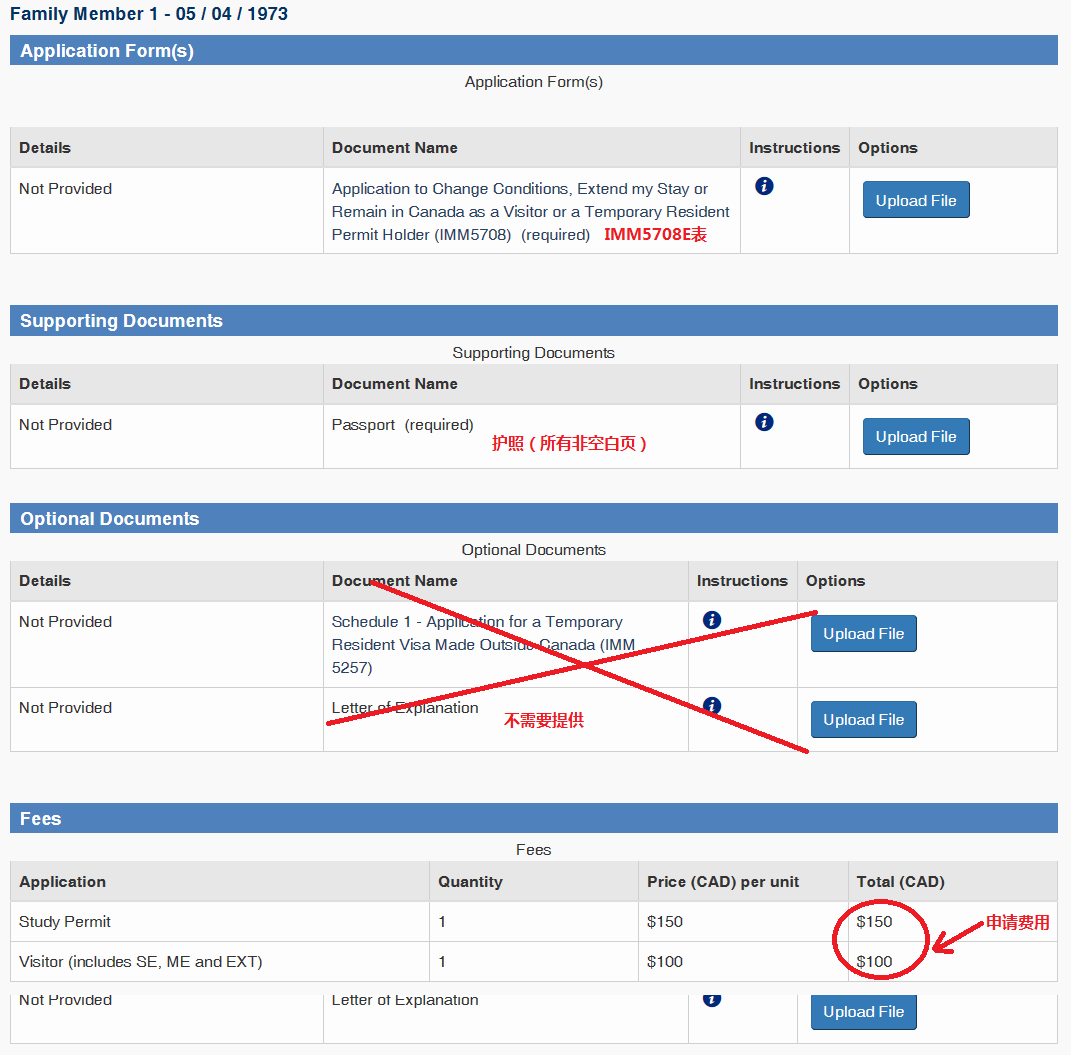 Family Member 1 - 05 / 04 / 1973
Application Form(s)
Application Form(s)
Details Document Name Instructions Options
Not Provided Application to Change Conditions, Extend my Stay or Upload File
Remain in Canada as a Visitor or a Temporary Resident
Permit Holder (IMM5708) (required) IMM5708E表
Supporting Documents
Supporting Documents
Details Document Name Instructions Options
Not Provided Passport (required) Upload File
护照（所有非空白页）
Optional Documents
Optional Documents
Details Document Name Instructions Options
Not Provided Schedule 1 - Application for a Temporary Upload File
Resident Visa Made Outside Canada (IMM
5257)
Not Provided Letter of Explanation Upload File
不需要提供
Fees
Fees
Application Quantity Price (CAD) per unit Total (CAD)
Study Permit 1 $150 $150 申请费用
Visitor (includes SE, ME and EXT) 1 $100 $100
Not Provided Letter of Explanation Upload File